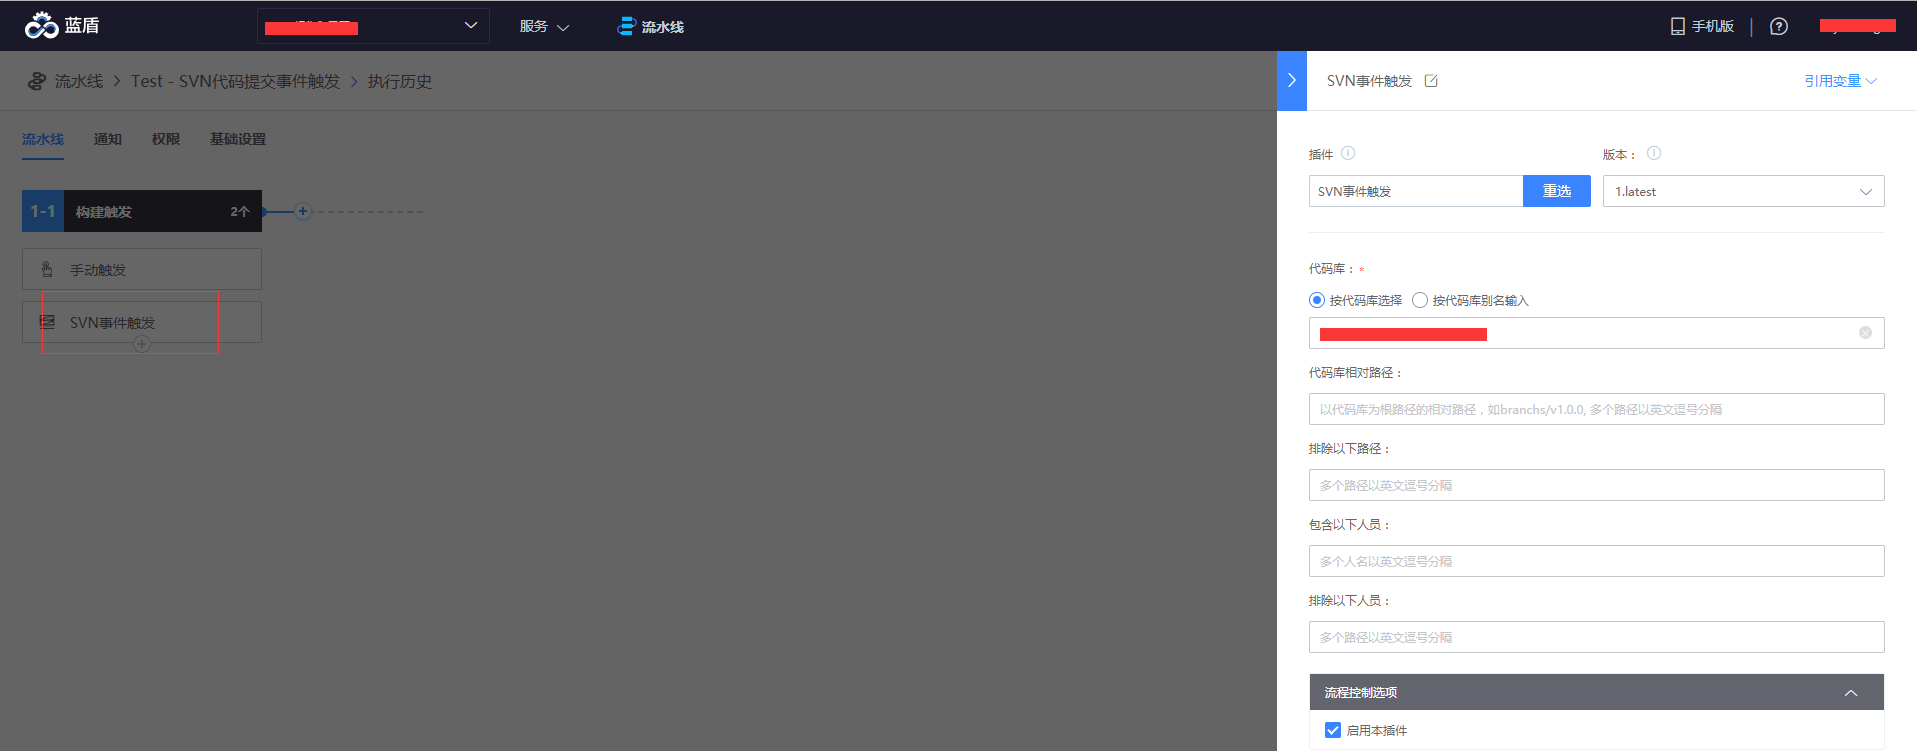 蓝盾
服务
流水线
手机版
流水线 > Test - SVN代码提交事件触发 > 执行历史
流水线 通知 权限 基础设置
1-1 构建触发 2个
手动触发
SVN事件触发
SVN事件触发
引用变量
插件
版本：
SVN事件触发 重选
1.latest
代码库： *
按代码库选择 按代码库别名输入
代码库相对路径：
以代码库为根路径的相对路径，如branchs/v1.0.0, 多个路径以英文逗号分隔
排除以下路径：
多个路径以英文逗号分隔
包含以下人员：
多个人名以英文逗号分隔
排除以下人员：
多个路径以英文逗号分隔
流程控制选项
启用本插件